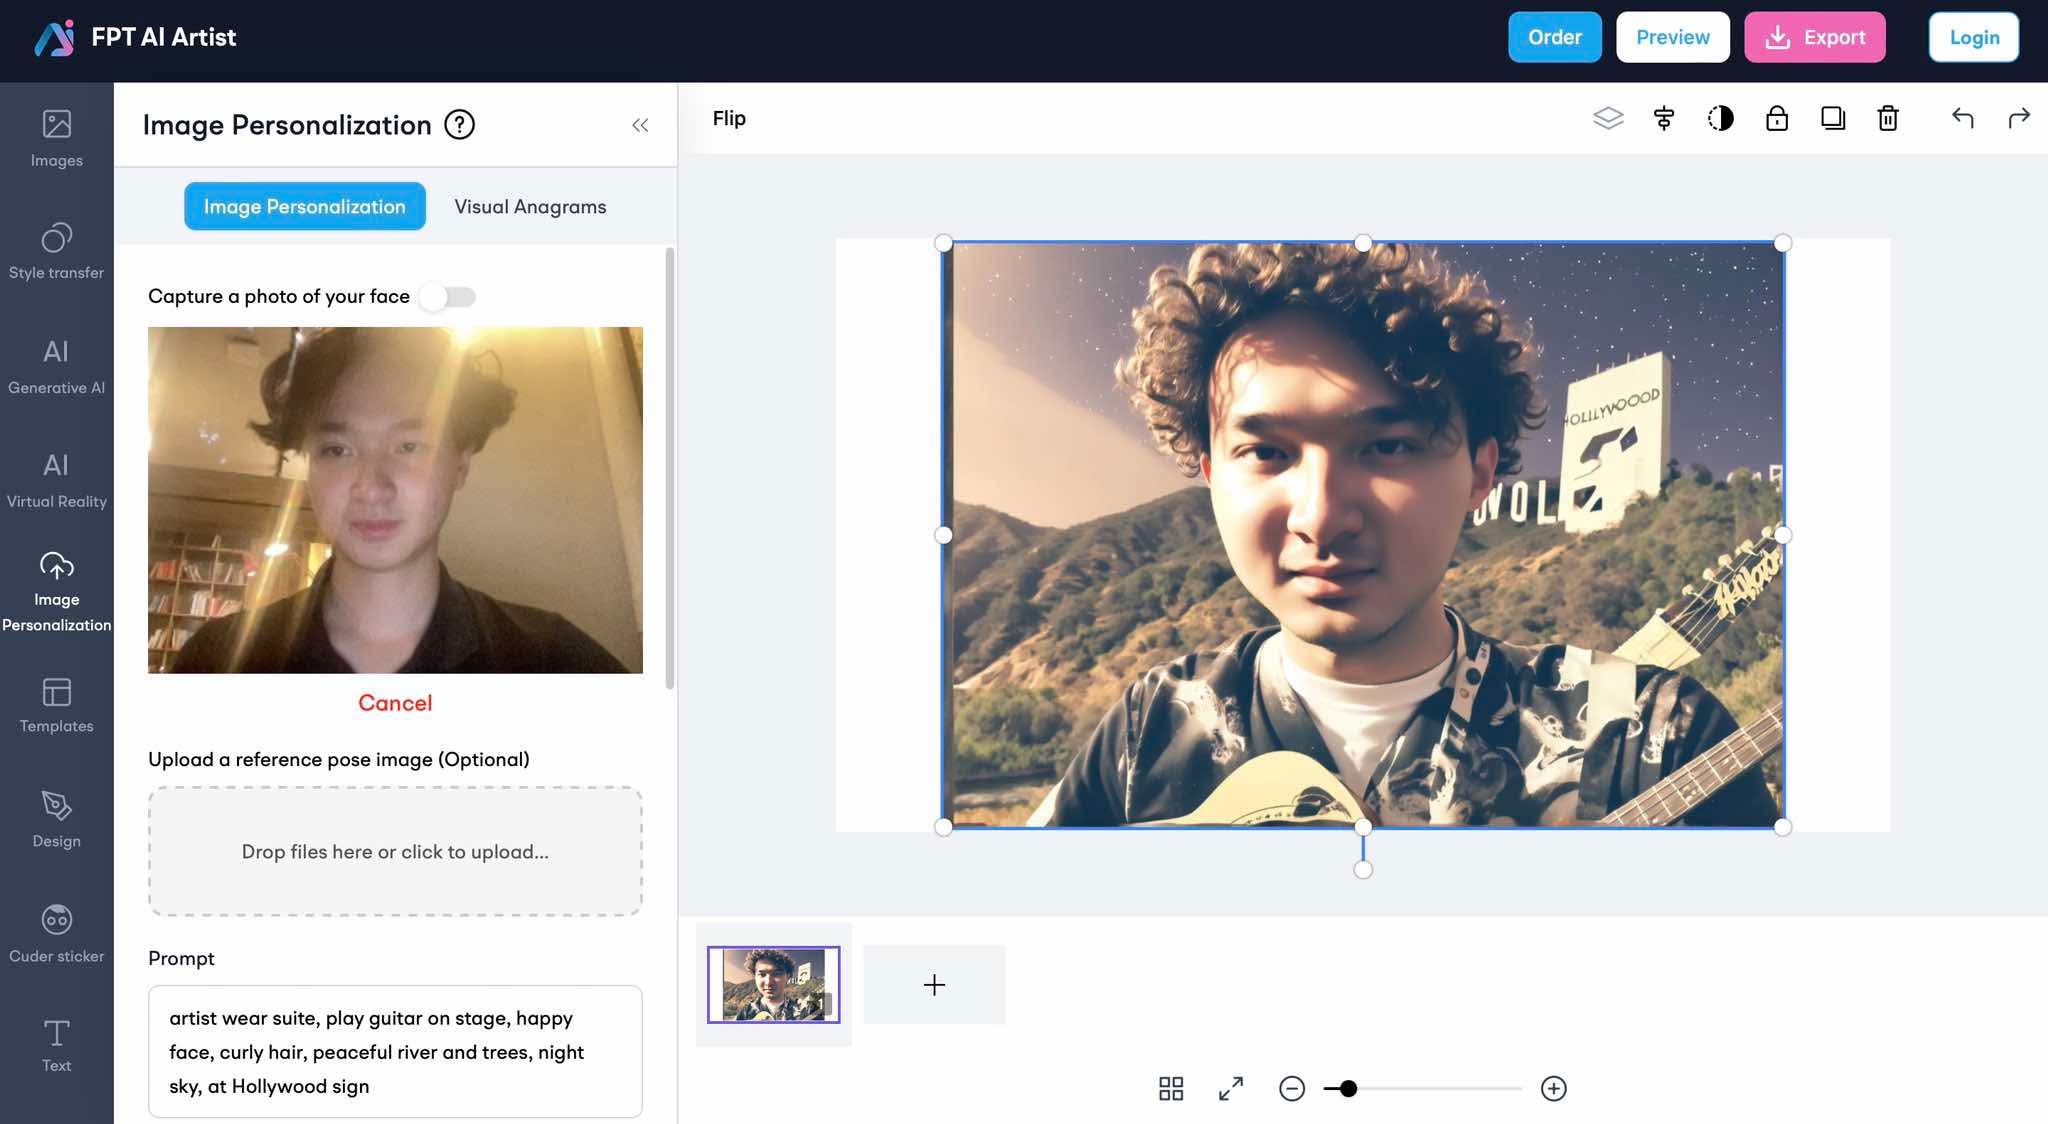 FPT AI Artist
Order
Preview
Export
Login
Images
Style transfer
AI
Generative AI
AI
Virtual Reality
Image
Personalization
Templates
Design
Cuder sticker
Text
Image Personalization ?
Image Personalization
Visual Anagrams
Capture a photo of your face
Cancel
Upload a reference pose image (Optional)
Drop files here or click to upload...
Prompt
artist wear suite, play guitar on stage, happy
face, curly hair, peaceful river and trees, night
sky, at Hollywood sign
Flip
HOLLYWOOOD
1